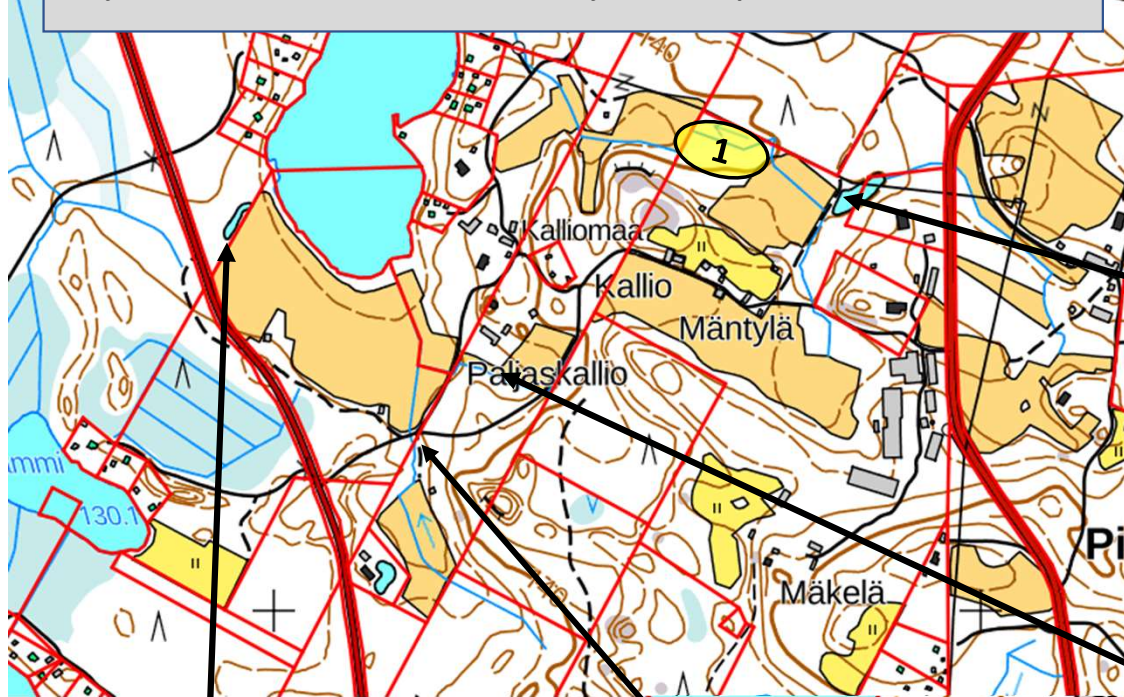 140
1
Kalliomaa
Kallio
Mäntylä
Paljaskallio
ammi
130.1
140
Pi
Mäkelä